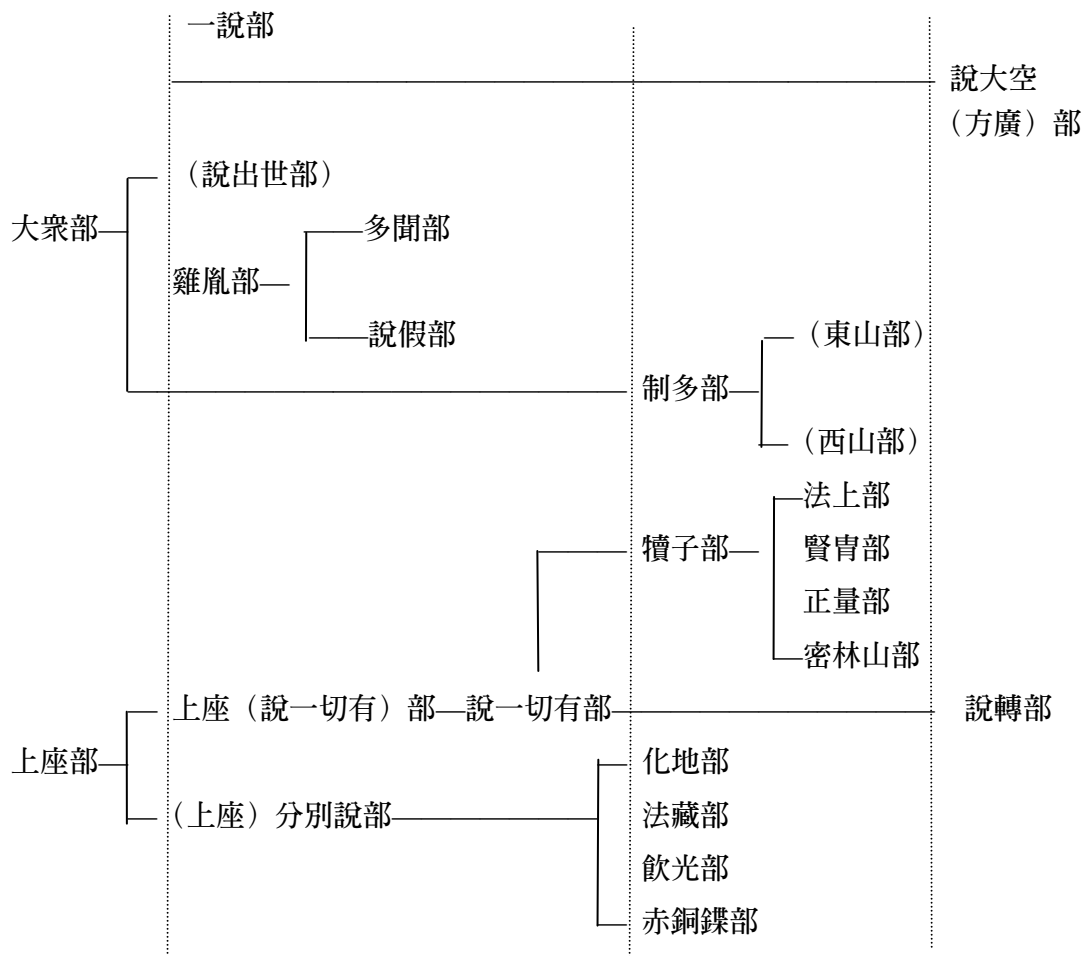 一說部
說大空
（方廣）部
（說出世部）
大衆部
多聞部
雞胤部
說假部
（東山部）
制多部
（西山部）
法上部
犢子部
賢冑部
正量部
密林山部
上座（說一切有）部
說一切有部
說轉部
上座部
化地部
（上座）分別說部
法藏部
飲光部
赤銅鍱部